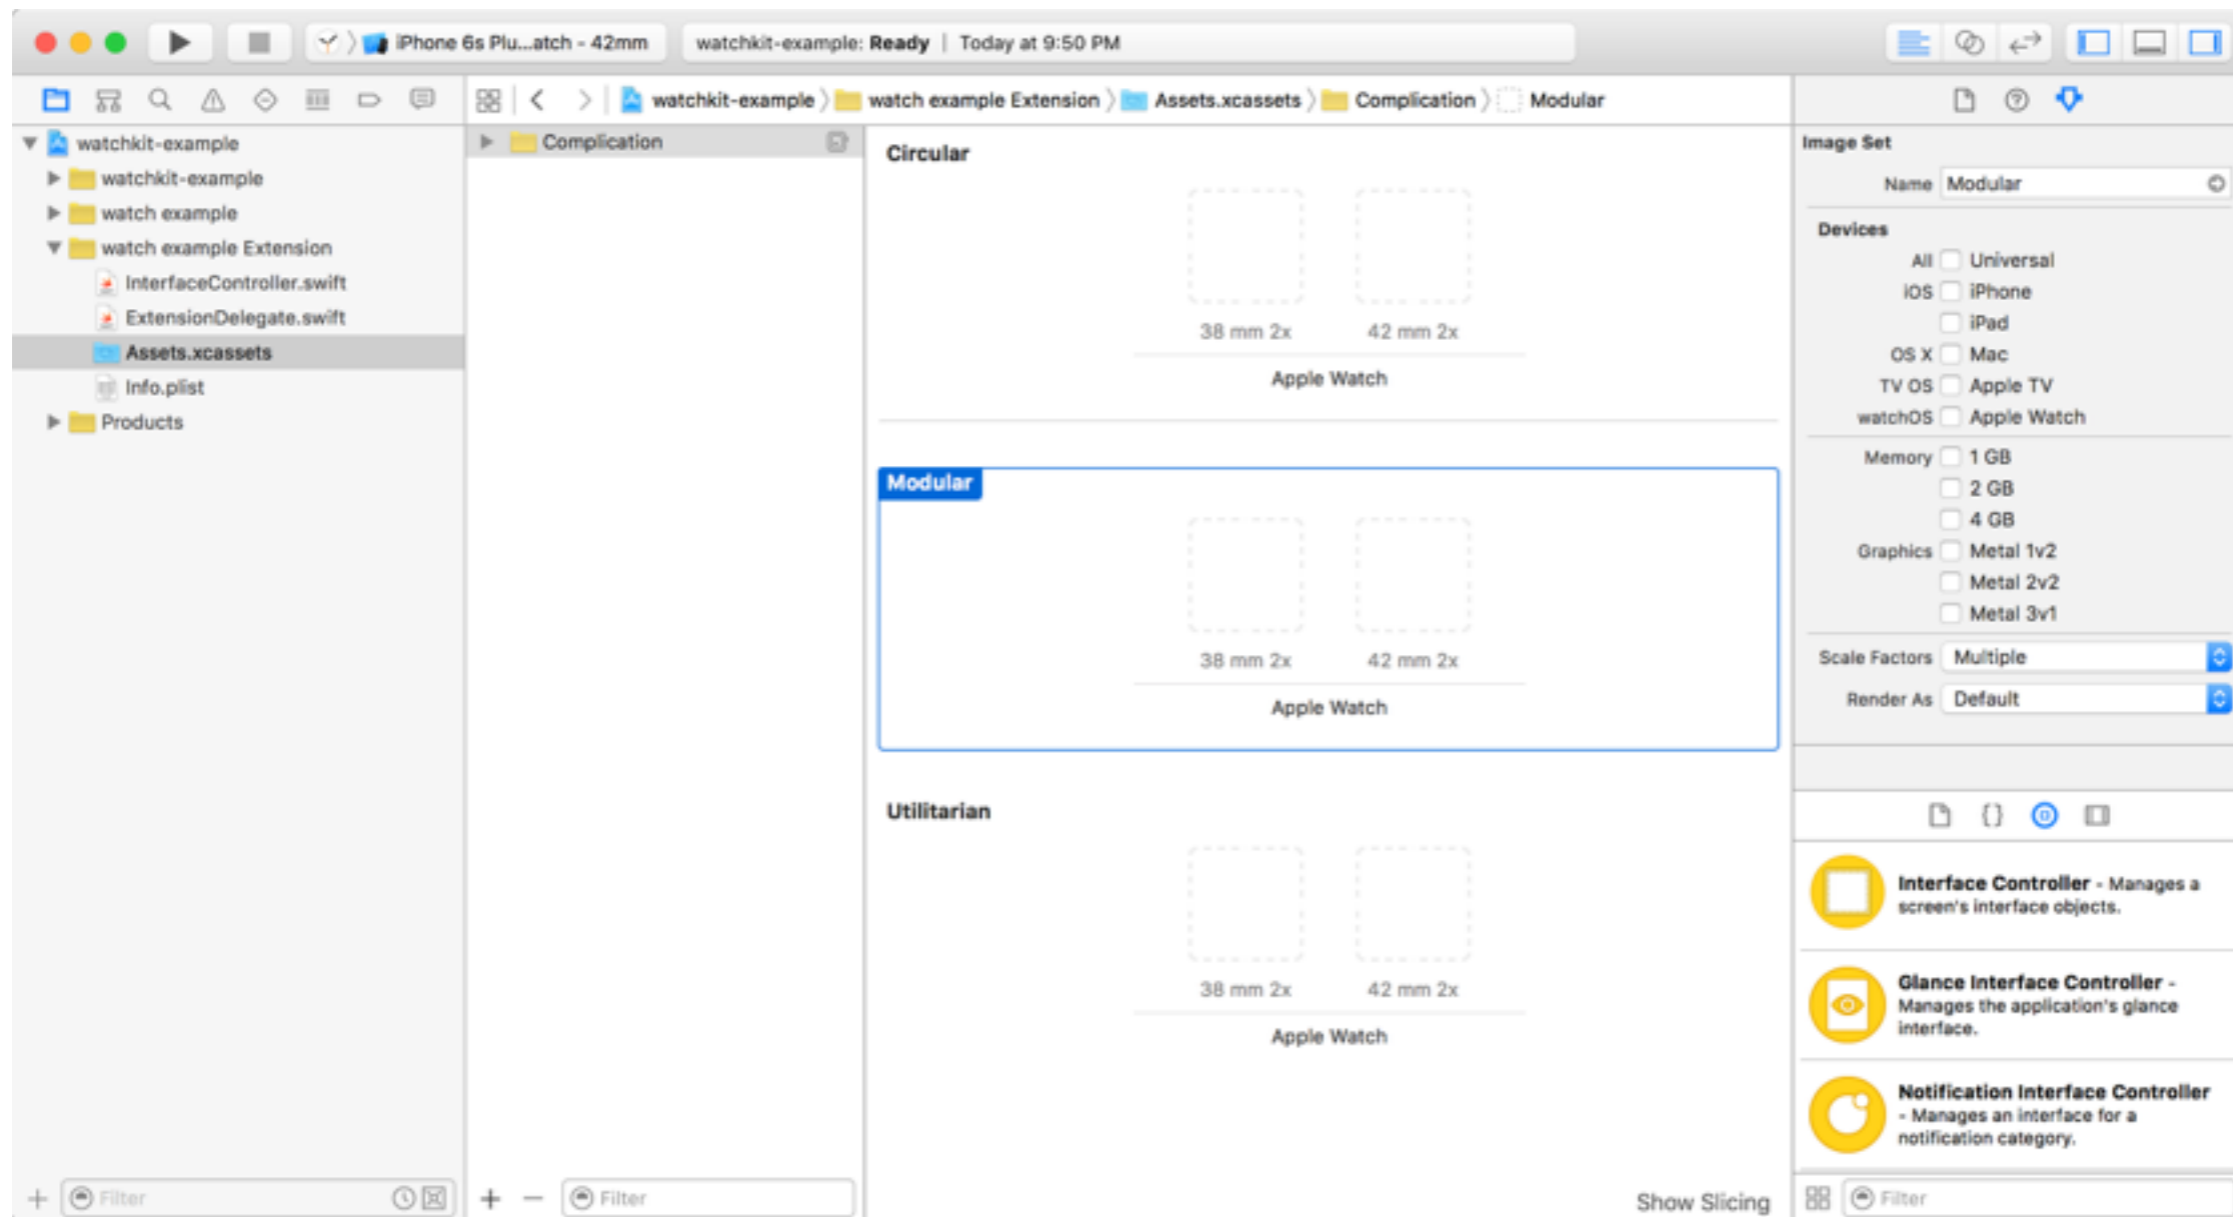 iPhone 6s Plu...atch - 42mm
watchkit-example: Ready | Today at 9:50 PM
watchkit-example
watch example Extension
Assets.xcassets
Complication
Modular
watchkit-example
watchkit-example
watch example
watch example Extension
InterfaceController.swift
ExtensionDelegate.swift
Assets.xcassets
Info.plist
Products
Filter
Complication
Filter
Circular
38 mm 2x
42 mm 2x
Apple Watch
Modular
38 mm 2x
42 mm 2x
Apple Watch
Utilitarian
38 mm 2x
42 mm 2x
Apple Watch
Show Slicing
Image Set
Name Modular
Devices
All Universal
iOS iPhone
iPad
OS X Mac
TV OS Apple TV
watchOS Apple Watch
Memory 1 GB
2 GB
4 GB
Graphics Metal 1v2
Metal 2v2
Metal 3v1
Scale Factors Multiple
Render As Default
{}
Interface Controller - Manages a
screen's interface objects.
Glance Interface Controller -
Manages the application's glance
interface.
Notification Interface Controller
- Manages an interface for a
notification category.
Filter